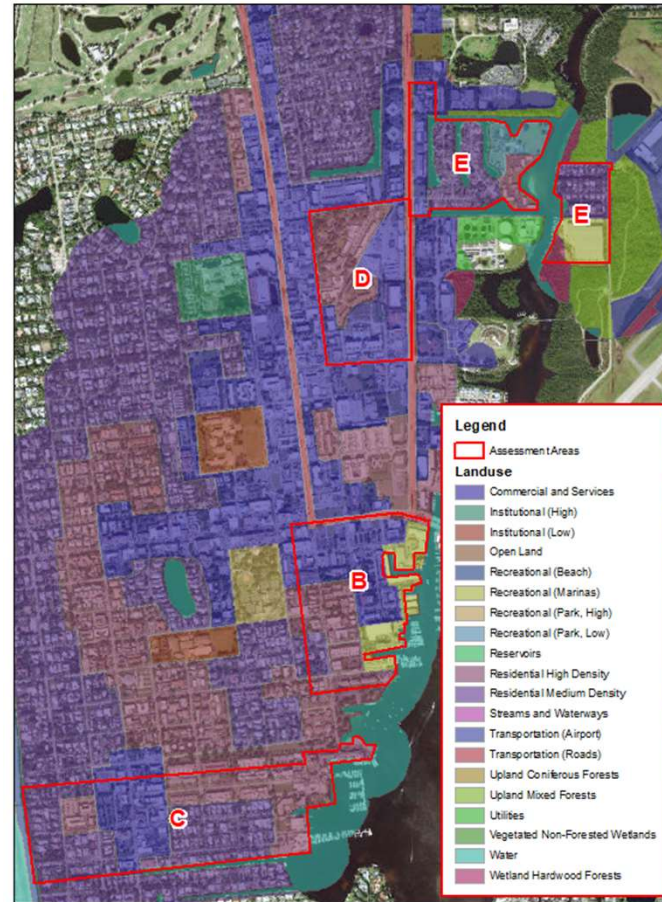 E
E
D
B
C
Legend
Assessment Areas
Landuse
Commercial and Services
Institutional (High)
Institutional (Low)
Open Land
Recreational (Beach)
Recreational (Marinas)
Recreational (Park, High)
Recreational (Park, Low)
Reservoirs
Residential High Density
Residential Medium Density
Streams and Waterways
Transportation (Airport)
Transportation (Roads)
Upland Coniferous Forests
Upland Mixed Forests
Utilities
Vegetated Non-Forested Wetlands
Water
Wetland Hardwood Forests